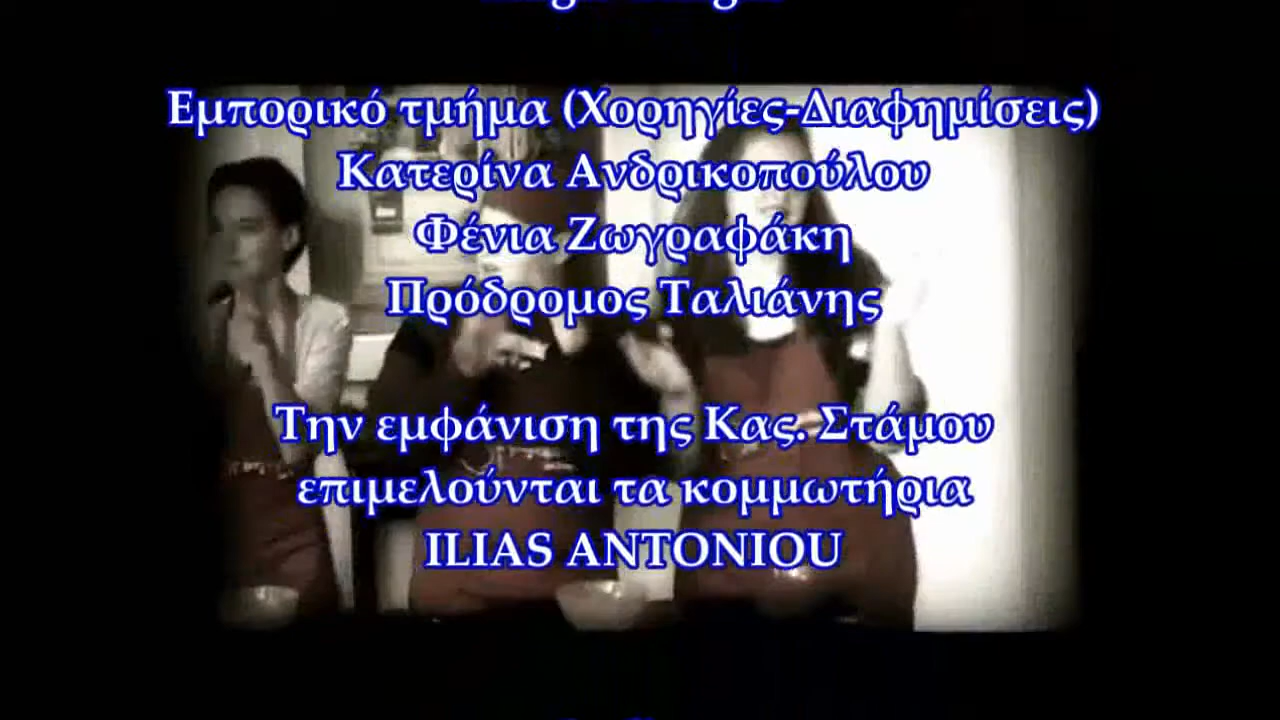 Εμπορικό τμήμα (Χορηγίες-Διαφημίσεις)
Κατερίνα Ανδρικοπούλου
Φένια Ζωγραφάκη
Πρόδρομος Ταλιάνης
Την εμφάνιση της Κας. Στάμου
επιμελούνται τα κομμωτήρια
ILIAS ANTONIOU